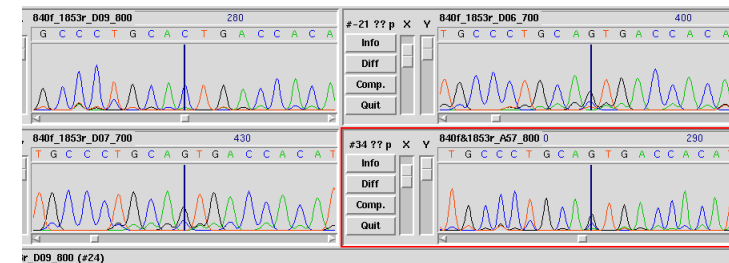 840f_1853r_D09_800 280
G C C C T G C A C T G A C C A C A
#-21 ?? p X Y
Info
Diff
Comp.
Quit
840f_1853r_D06_700 400
T G C C C T G C A G T G A C C A C A
840f_1853r_D07_700 430
T G C C C T G C A G T G A C C A C A T
#34 ?? p X Y
Info
Diff
Comp.
Quit
840f&1853r_A57_800 0 290
T G C C C T G C A G T G A C C A C A T
r_D09_800 (#24)